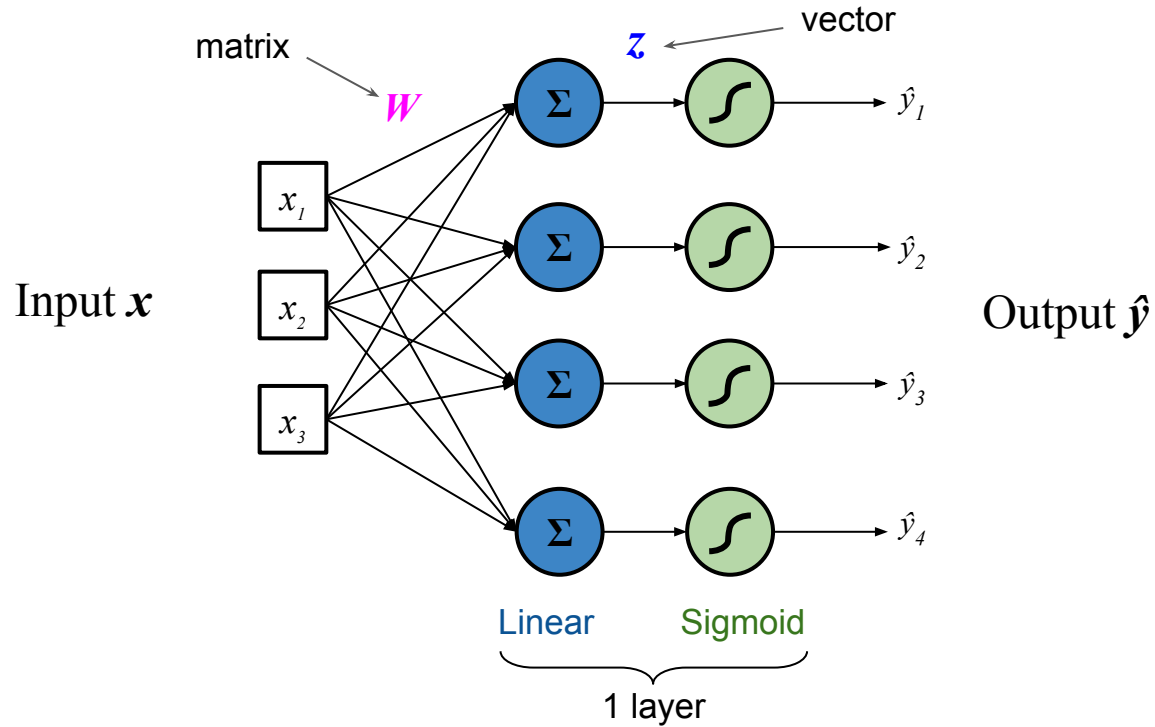 matrix
W
z
vector
Σ
ŷ₁
x₁
Σ
ŷ₂
Input x
x₂
Output ŷ
Σ
ŷ₃
x₃
Σ
ŷ₄
Linear
Sigmoid
1 layer